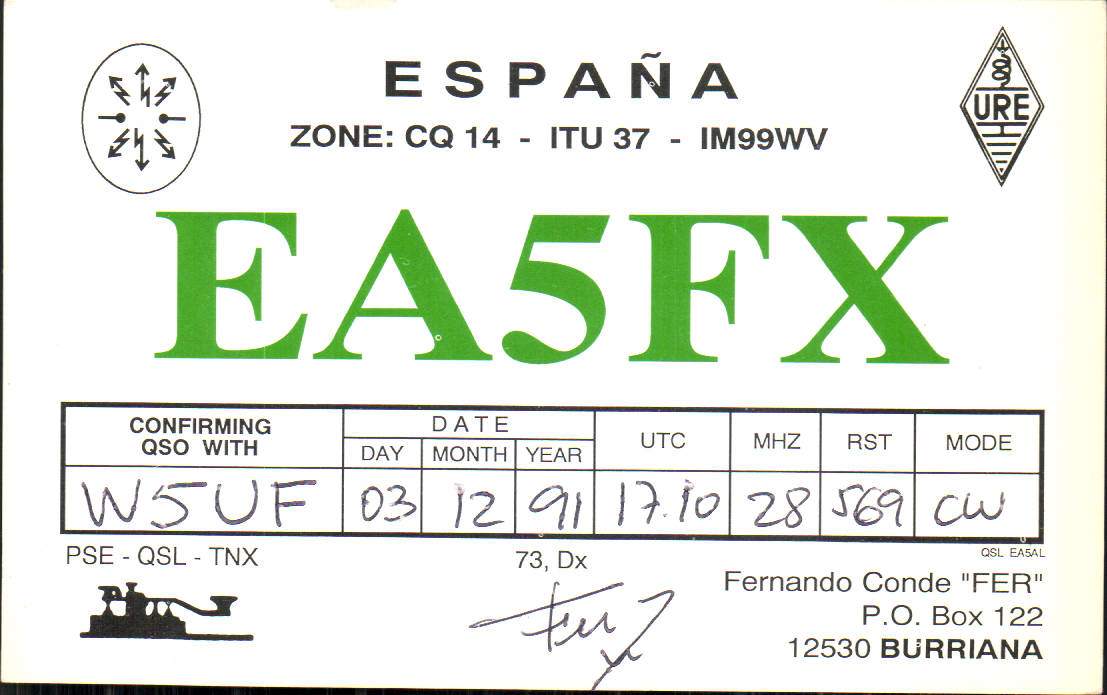 ESPAÑA
ZONE: CQ 14 - ITU 37 - IM99WV
URE
EA5FX
CONFIRMING
QSO WITH
DATE
DAY MONTH YEAR
UTC MHZ RST MODE
W5UF 03 12 91 17.10 28 569 CW
PSE - QSL - TNX
73, Dx
QSL EA5AL
Fer
Fernando Conde "FER"
P.O. Box 122
12530 BURRIANA